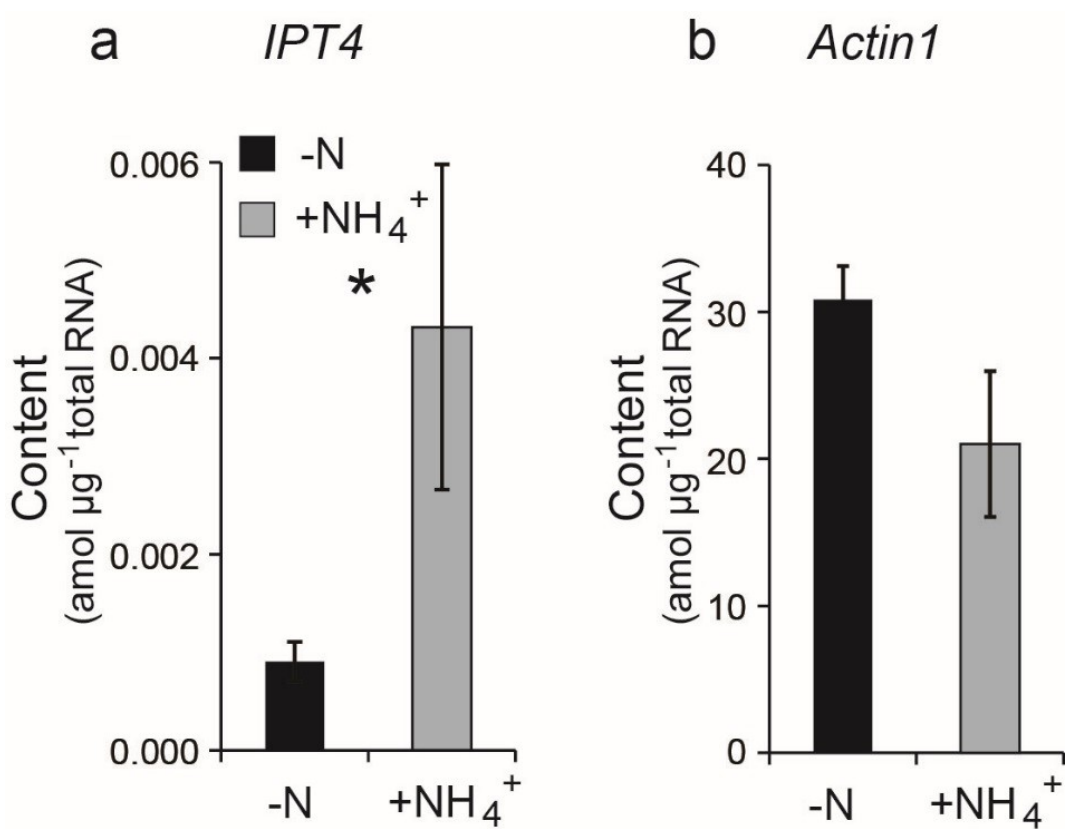 a IPT4
-N
+NH₄⁺
*
Content
(amol µg⁻¹total RNA)
0.006
0.004
0.002
0.000
-N +NH₄⁺
b Actin1
Content
(amol µg⁻¹total RNA)
40
30
20
10
0
-N +NH₄⁺